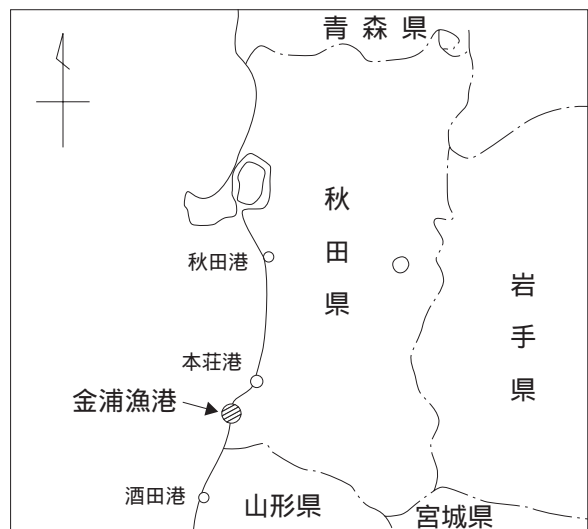 青森県
秋田県
岩手県
秋田港
本荘港
金浦漁港
酒田港
山形県
宮城県